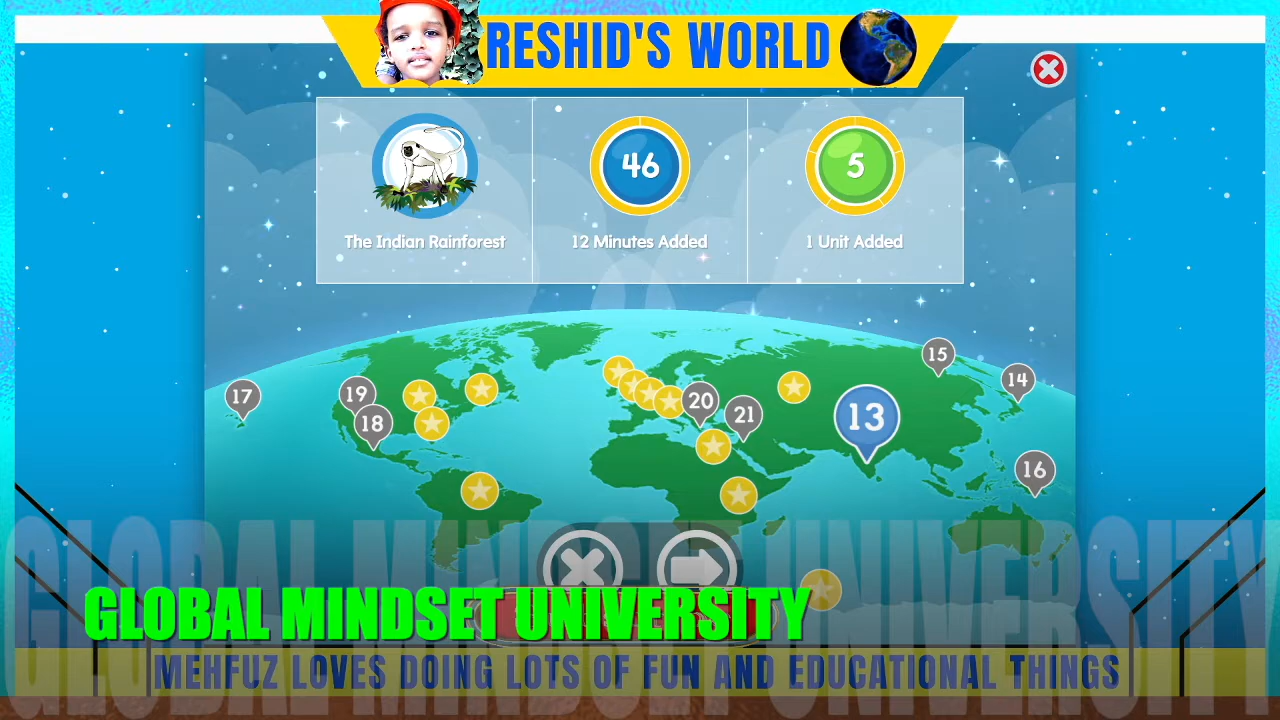 RESHID'S WORLD
46
5
The Indian Rainforest
12 Minutes Added
1 Unit Added
15
14
17
19
18
20
21
13
16
GLOBAL MINDSET UNIVERSITY
GLOBAL MINDSET UNIVERSITY
MEHFUZ LOVES DOING LOTS OF FUN AND EDUCATIONAL THINGS